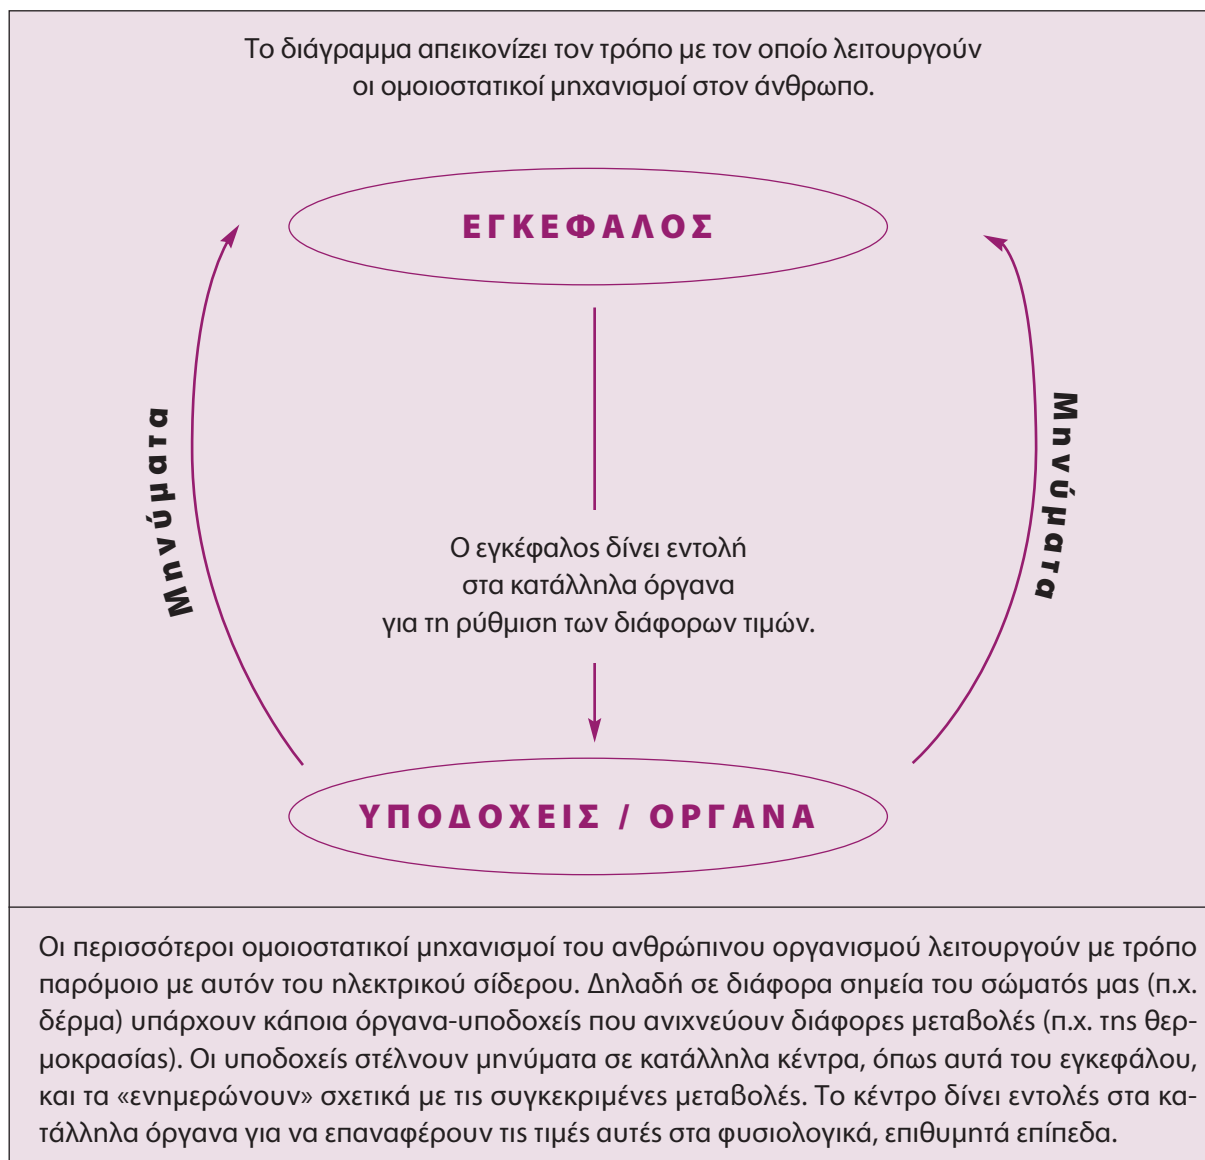 Το διάγραμμα απεικονίζει τον τρόπο με τον οποίο λειτουργούν
οι ομοιοστατικοί μηχανισμοί στον άνθρωπο.
ΕΓΚΕΦΑΛΟΣ
Μηνύματα
Μηνύματα
Ο εγκέφαλος δίνει εντολή
στα κατάλληλα όργανα
για τη ρύθμιση των διάφορων τιμών.
ΥΠΟΔΟΧΕΙΣ / ΟΡΓΑΝΑ
Οι περισσότεροι ομοιοστατικοί μηχανισμοί του ανθρώπινου οργανισμού λειτουργούν με τρόπο
παρόμοιο με αυτόν του ηλεκτρικού σίδερου. Δηλαδή σε διάφορα σημεία του σώματός μας (π.χ.
δέρμα) υπάρχουν κάποια όργανα-υποδοχείς που ανιχνεύουν διάφορες μεταβολές (π.χ. της θερ-
μοκρασίας). Οι υποδοχείς στέλνουν μηνύματα σε κατάλληλα κέντρα, όπως αυτά του εγκεφάλου,
και τα «ενημερώνουν» σχετικά με τις συγκεκριμένες μεταβολές. Το κέντρο δίνει εντολές στα κα-
τάλληλα όργανα για να επαναφέρουν τις τιμές αυτές στα φυσιολογικά, επιθυμητά επίπεδα.